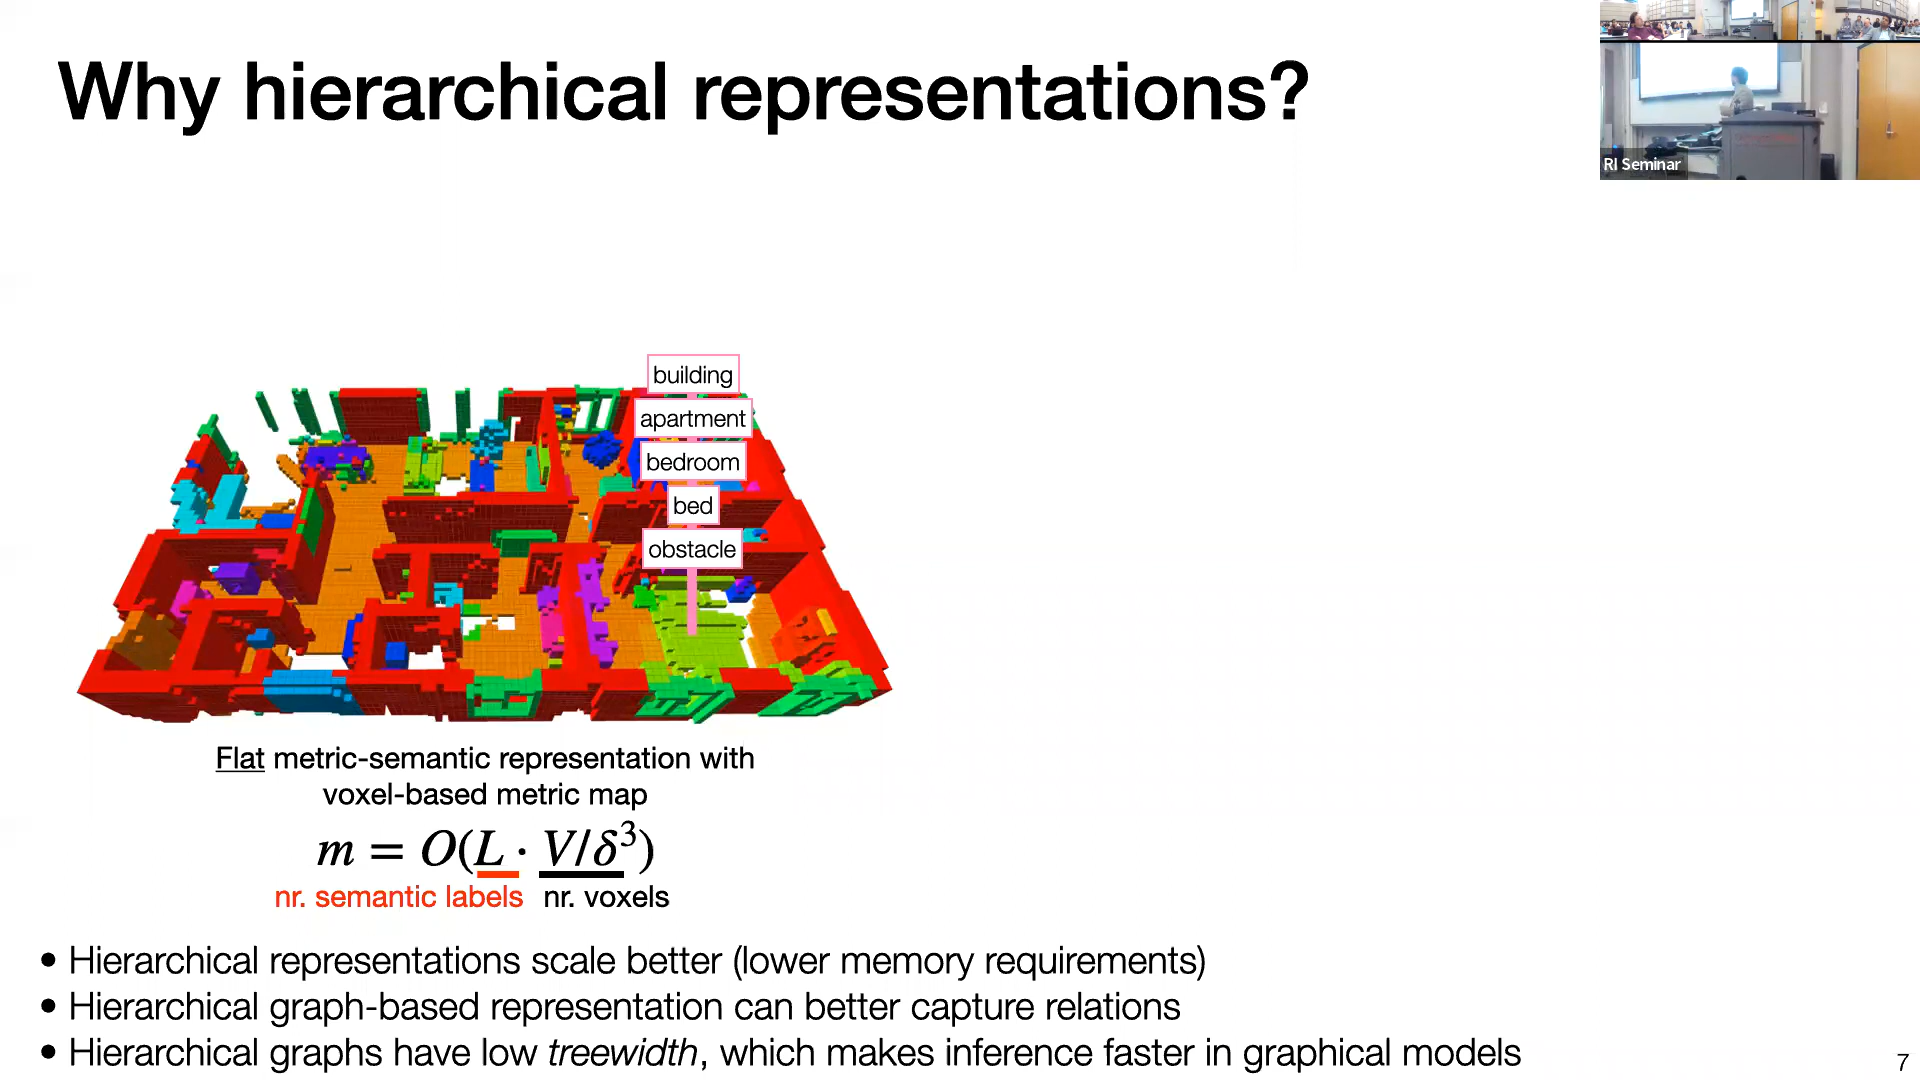 Why hierarchical representations?
RI Seminar
building
apartment
bedroom
bed
obstacle
Flat metric-semantic representation with
voxel-based metric map
m = O(L · V/δ³)
nr. semantic labels nr. voxels
• Hierarchical representations scale better (lower memory requirements)
• Hierarchical graph-based representation can better capture relations
• Hierarchical graphs have low treewidth, which makes inference faster in graphical models
7